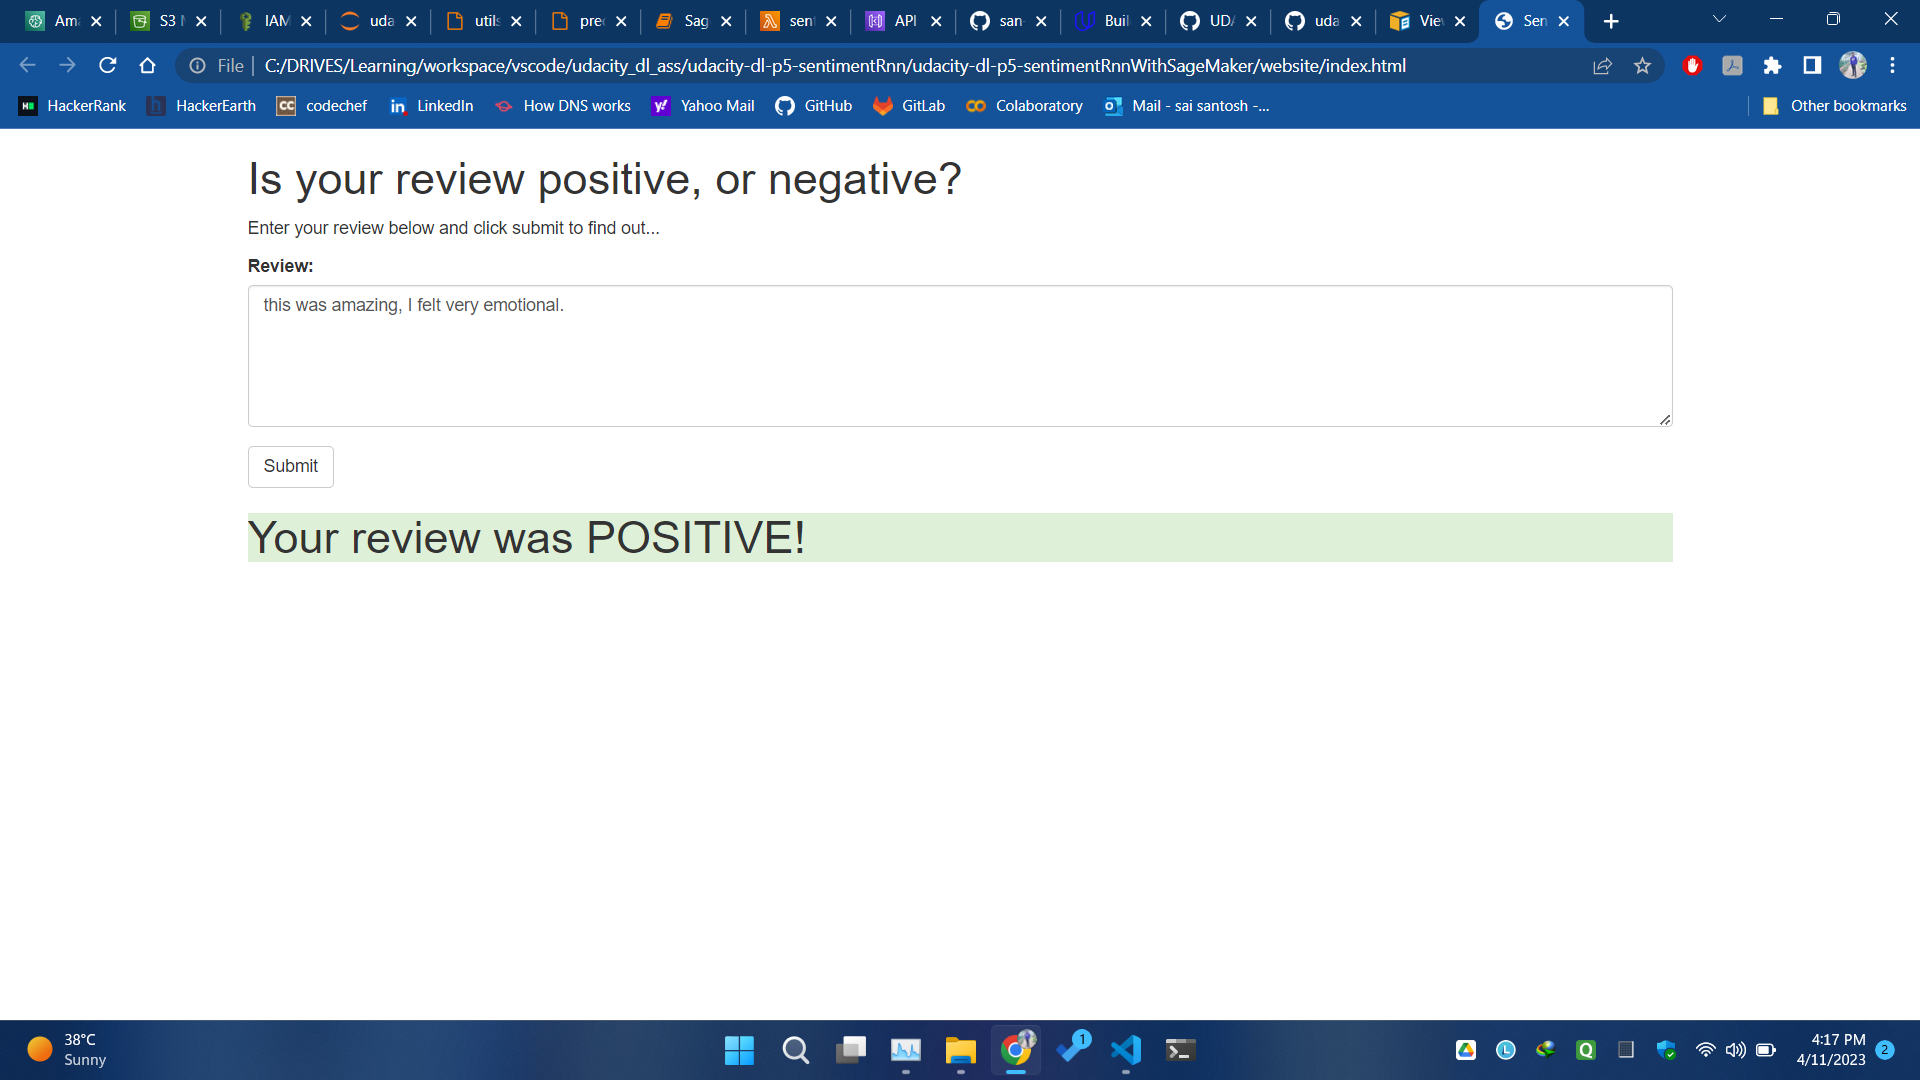 Ama
S3 M
IAM
uda
utils
pred
Sag
sent
API
san-
Buil
UDA
uda
View
Sen
File
C:/DRIVES/Learning/workspace/vscode/udacity_dl_ass/udacity-dl-p5-sentimentRnn/udacity-dl-p5-sentimentRnnWithSageMaker/website/index.html
HackerRank
HackerEarth
codechef
LinkedIn
How DNS works
Yahoo Mail
GitHub
GitLab
Colaboratory
Mail - sai santosh -...
Other bookmarks
Is your review positive, or negative?
Enter your review below and click submit to find out...
Review:
this was amazing, I felt very emotional.
Submit
Your review was POSITIVE!
38°C
Sunny
1
4:17 PM
4/11/2023
2